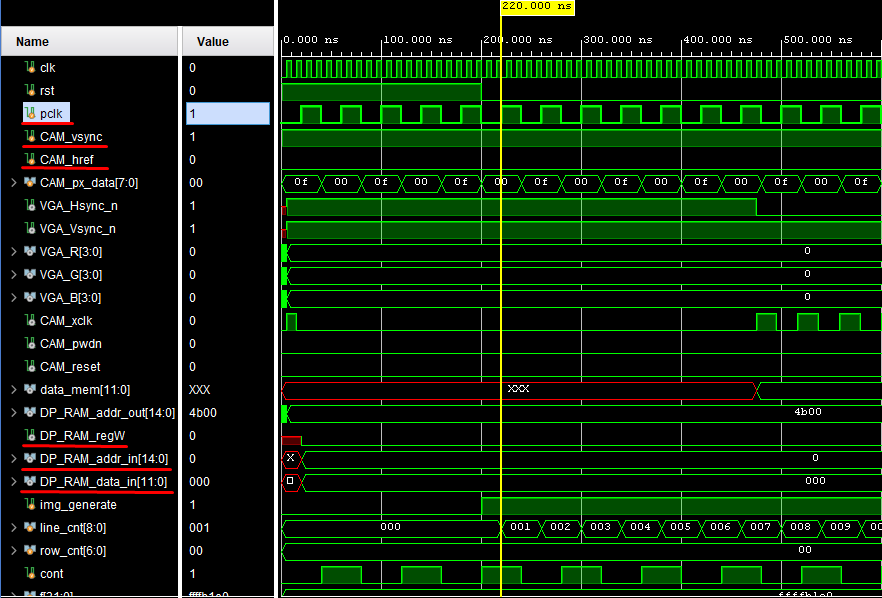 220.000 ns
Name Value 0.000 ns 100.000 ns 200.000 ns 300.000 ns 400.000 ns 500.000 ns
clk 0
rst 0
pclk 1
CAM_vsync 1
CAM_href 0
CAM_px_data[7:0] 00 0f 00 0f 00 0f 00 0f 00 0f 00 0f 00 0f 00 0f
VGA_Hsync_n 1
VGA_Vsync_n 1
VGA_R[3:0] 0 0
VGA_G[3:0] 0 0
VGA_B[3:0] 0 0
CAM_xclk 0
CAM_pwdn 0
CAM_reset 0
data_mem[11:0] XXX XXX
DP_RAM_addr_out[14:0] 4b00 4b00
DP_RAM_regW 0
DP_RAM_addr_in[14:0] 0 X 0
DP_RAM_data_in[11:0] 000 000
img_generate 1
line_cnt[8:0] 001 000 001 002 003 004 005 006 007 008 009 00
row_cnt[6:0] 00 00
cont 1